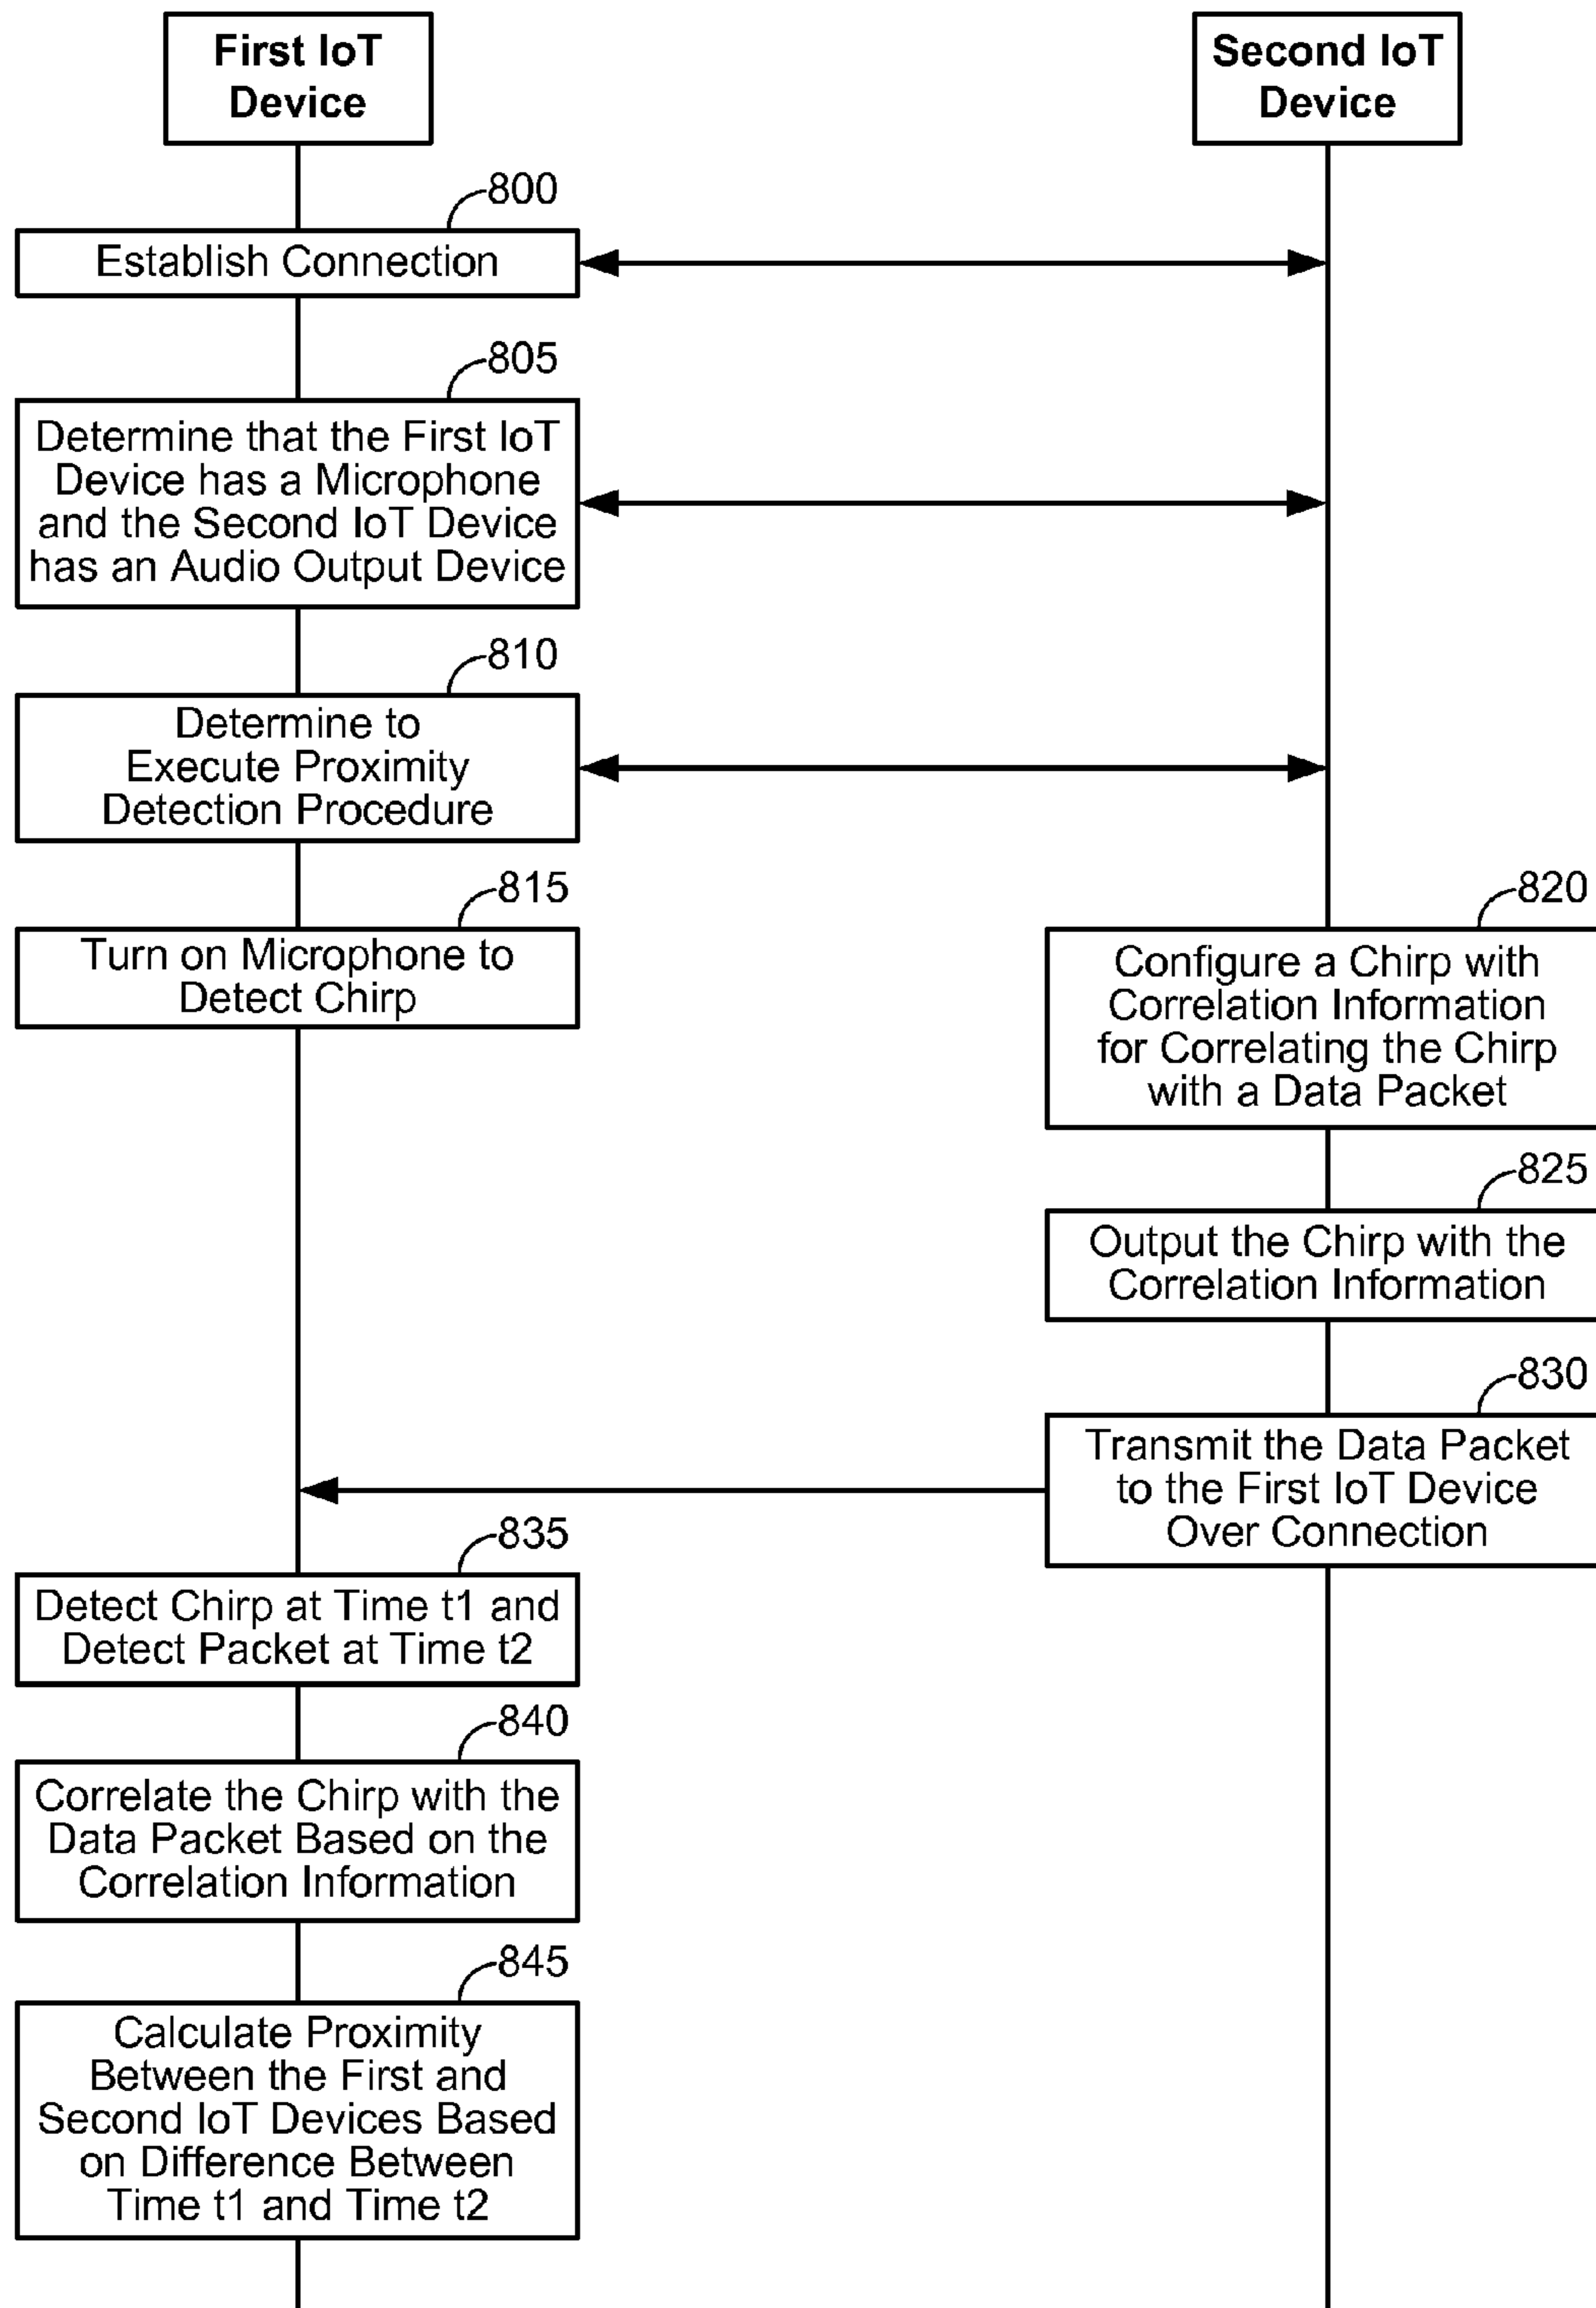 First IoT
Device
Second IoT
Device
800
Establish Connection
805
Determine that the First IoT
Device has a Microphone
and the Second IoT Device
has an Audio Output Device
810
Determine to
Execute Proximity
Detection Procedure
815
Turn on Microphone to
Detect Chirp
820
Configure a Chirp with
Correlation Information
for Correlating the Chirp
with a Data Packet
825
Output the Chirp with the
Correlation Information
830
Transmit the Data Packet
to the First IoT Device
Over Connection
835
Detect Chirp at Time t1 and
Detect Packet at Time t2
840
Correlate the Chirp with the
Data Packet Based on the
Correlation Information
845
Calculate Proximity
Between the First and
Second IoT Devices Based
on Difference Between
Time t1 and Time t2